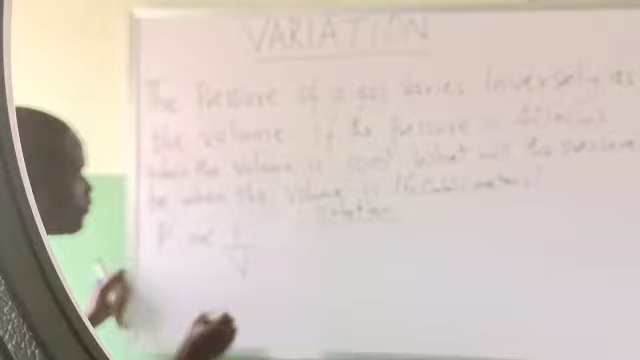 VARIATION
The Pressure of a gas varies Inversely as
the volume. If the Pressure is
when the volume is What will the pressure
be when the volume is
Solution
P ∝ 1/V